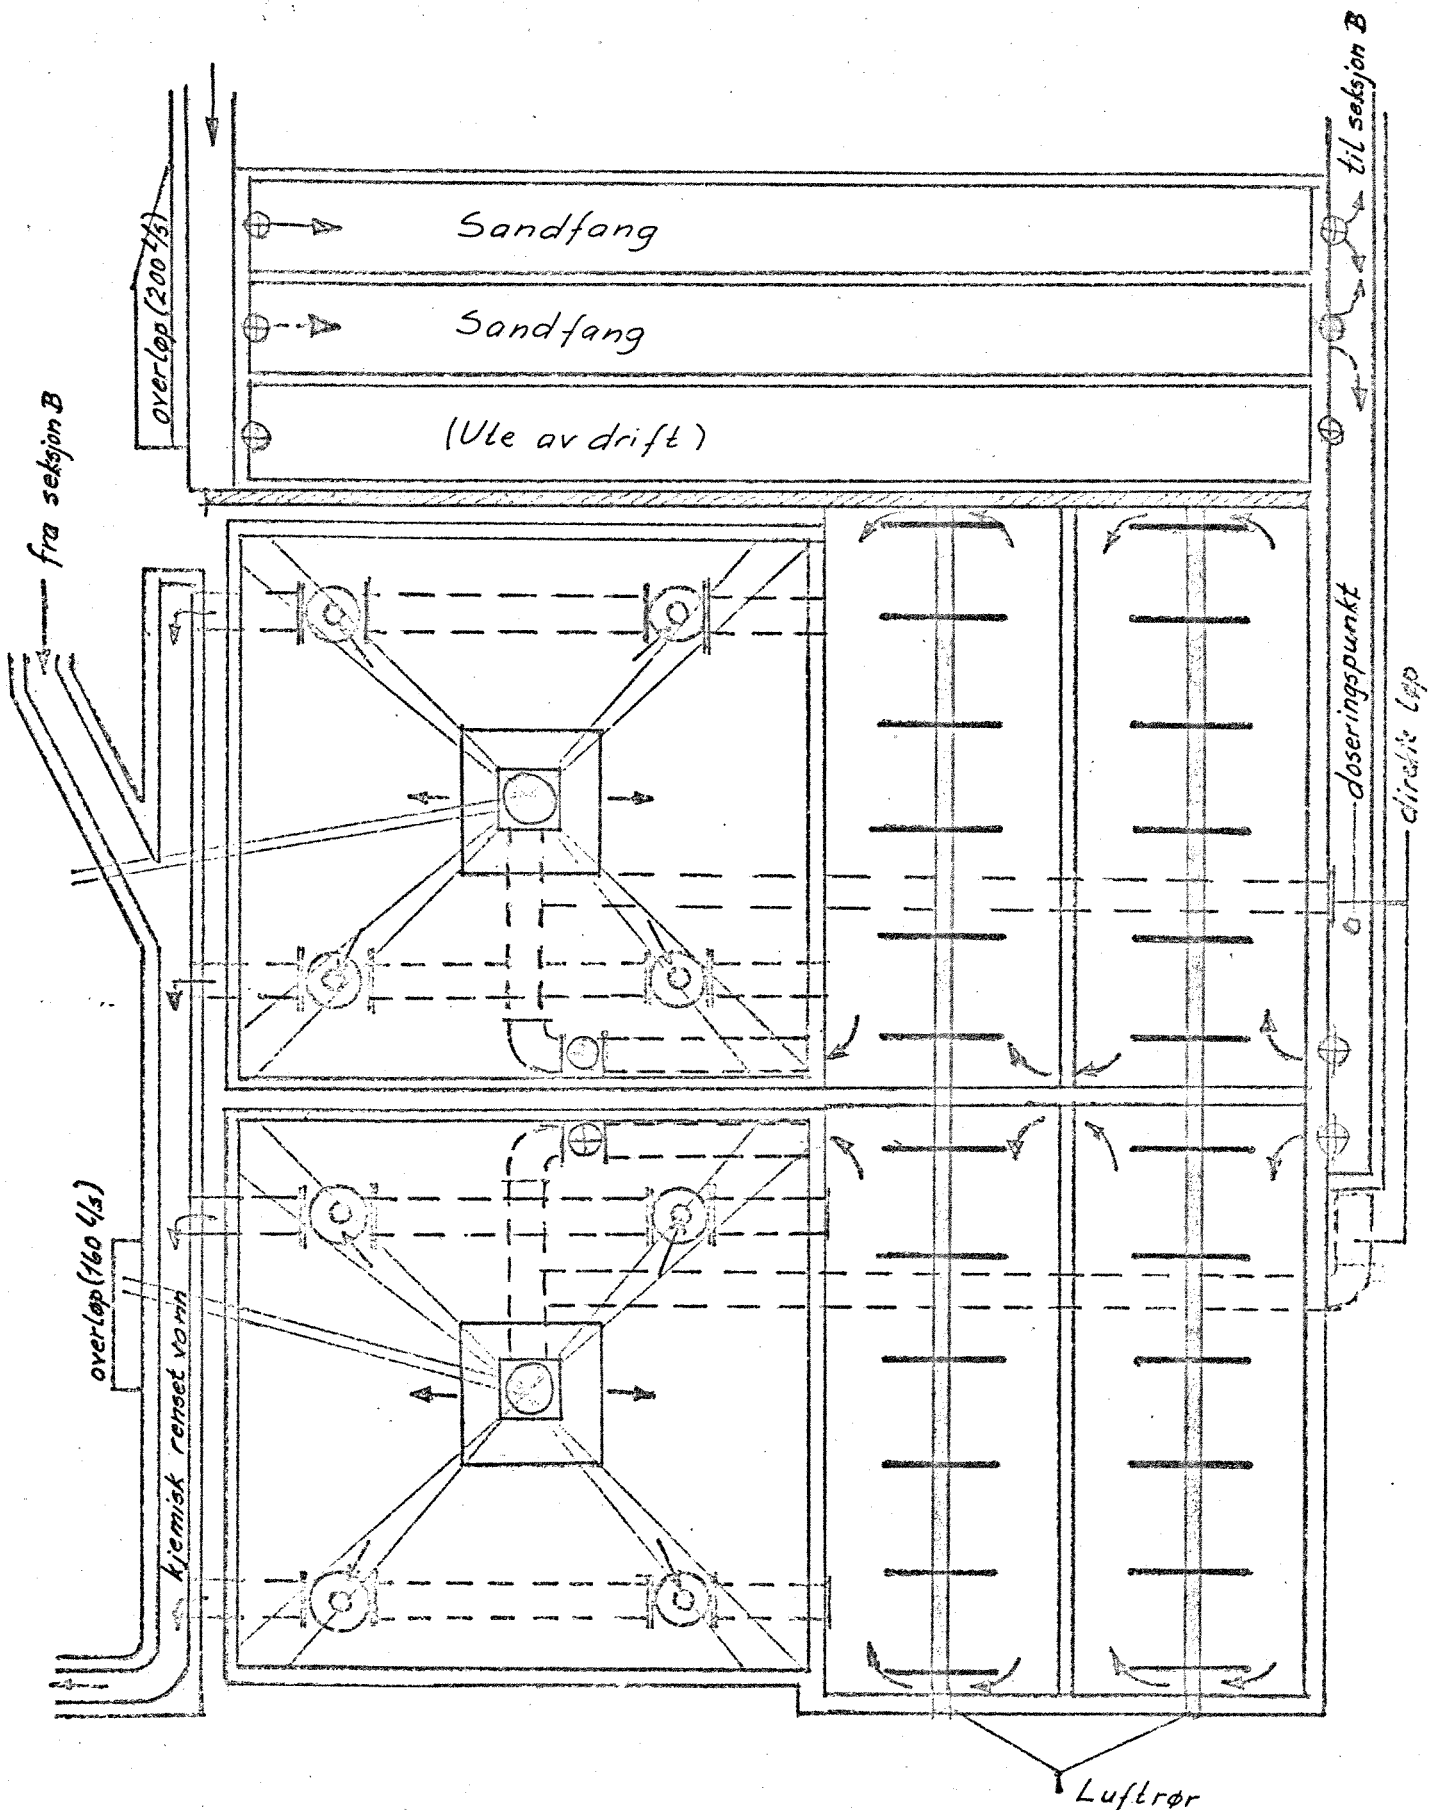 til seksjon B
overløp (200 l/s)
Sandfang
Sandfang
(Ute av drift)
fra seksjon B
doseringspunkt
direkte løp
overløp (160 l/s)
kjemisk renset vann
Luftrør